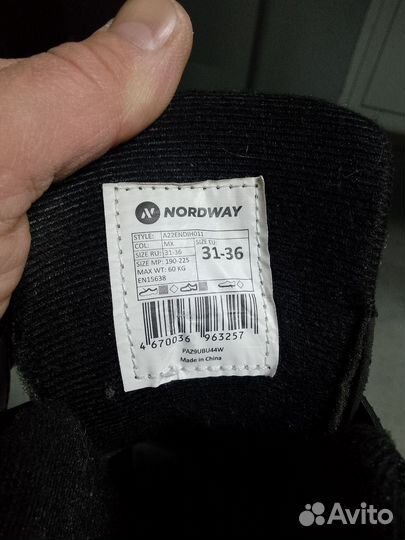 NORDWAY
STYLE: A22ENDIH011
COL: MX
SIZE RU: 31-36
SIZE MP: 190-225
MAX WT: 60 KG
EN15638
SIZE EU
31-36
4 670036 963257
PAZ9UBU44W
Made in China
Avito